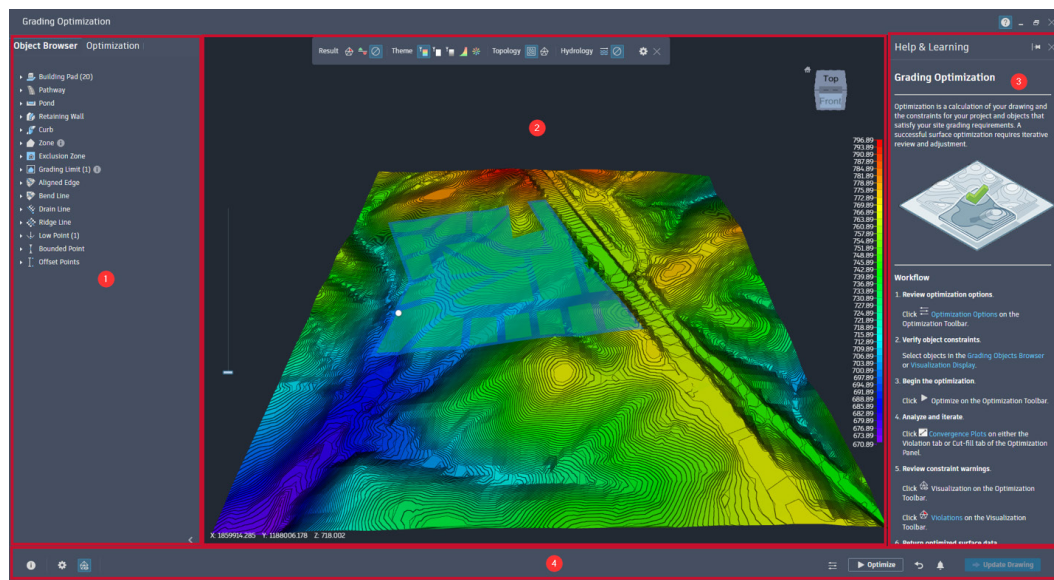 Grading Optimization
Object Browser Optimization
Building Pad (20)
Pathway
Pond
Retaining Wall
Curb
Zone
Exclusion Zone
Grading Limit (1)
Aligned Edge
Bend Line
Drain Line
Ridge Line
Low Point (1)
Bounded Point
Offset Points
1
Result Theme Topology Hydrology
2
Top
Front
796.89
793.89
790.89
787.89
784.89
781.89
778.89
775.89
772.89
769.89
766.89
763.89
760.89
757.89
754.89
751.89
748.89
745.89
742.89
739.89
736.89
733.89
730.89
727.89
724.89
721.89
718.89
715.89
712.89
709.89
706.89
703.89
700.89
697.89
694.89
691.89
688.89
685.89
682.89
679.89
676.89
673.89
670.89
X: 1859914.285 Y: 1188006.178 Z: 718.002
Help & Learning
Grading Optimization
3
Optimization is a calculation of your drawing and
the constraints for your project and objects that
satisfy your site grading requirements. A
successful surface optimization requires iterative
review and adjustment.
Workflow
1. Review optimization options.
Click Optimization Options on the
Optimization Toolbar.
2. Verify object constraints.
Select objects in the Grading Objects Browser
or Visualization Display.
3. Begin the optimization.
Click Optimize on the Optimization Toolbar.
4. Analyze and iterate.
Click Convergence Plots on either the
Violation tab or Cut-fill tab of the Optimization
Panel.
5. Review constraint warnings.
Click Visualization on the Optimization
Toolbar.
Click Violations on the Visualization
Toolbar.
6. Return optimized surface data
4
Optimize
Update Drawing